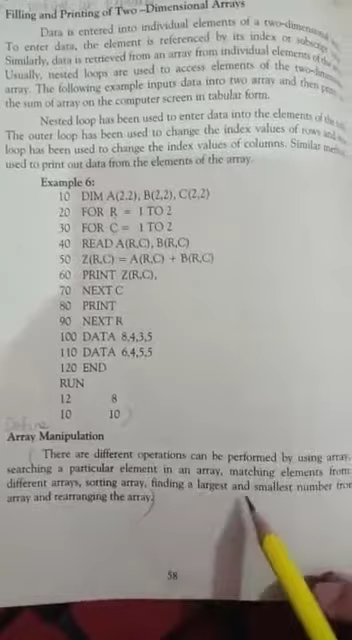 Filling and Printing of Two–Dimensional Arrays
Data is entered into individual elements of a two-dimensional
To enter data, the element is referenced by its index or subscript
Similarly, data is retrieved from an array from individual elements of the
Usually, nested loops are used to access elements of the two-dimensional
array. The following example inputs data into two array and then prints
the sum of array on the computer screen in tabular form.
Nested loop has been used to enter data into the elements of the
The outer loop has been used to change the index values of rows and
loop has been used to change the index values of columns. Similar method
used to print out data from the elements of the array.
Example 6:
10 DIM A(2,2), B(2,2), C(2,2)
20 FOR R = 1 TO 2
30 FOR C = 1 TO 2
40 READ A(R,C), B(R,C)
50 Z(R,C) = A(R,C) + B(R,C)
60 PRINT Z(R,C),
70 NEXT C
80 PRINT
90 NEXT R
100 DATA 8,4,3,5
110 DATA 6,4,5,5
120 END
RUN
12 8
10 10
Define
Array Manipulation
There are different operations can be performed by using array.
searching a particular element in an array, matching elements from
different arrays, sorting array, finding a largest and smallest number from
array and rearranging the array.
58